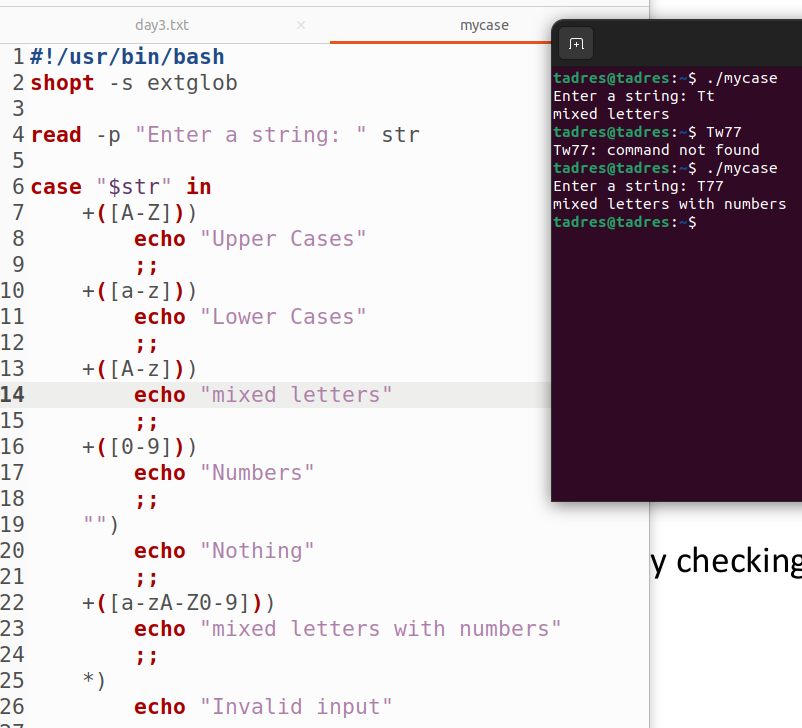 day3.txt × mycase
1 #!/usr/bin/bash
2 shopt -s extglob
3
4 read -p "Enter a string: " str
5
6 case "$str" in
7     +([A-Z]))
8         echo "Upper Cases"
9         ;;
10     +([a-z]))
11         echo "Lower Cases"
12         ;;
13     +([A-z]))
14         echo "mixed letters"
15         ;;
16     +([0-9]))
17         echo "Numbers"
18         ;;
19     "")
20         echo "Nothing"
21         ;;
22     +([a-zA-Z0-9]))
23         echo "mixed letters with numbers"
24         ;;
25     *)
26         echo "Invalid input"
tadres@tadres:~$ ./mycase
Enter a string: Tt
mixed letters
tadres@tadres:~$ Tw77
Tw77: command not found
tadres@tadres:~$ ./mycase
Enter a string: T77
mixed letters with numbers
tadres@tadres:~$
y checking